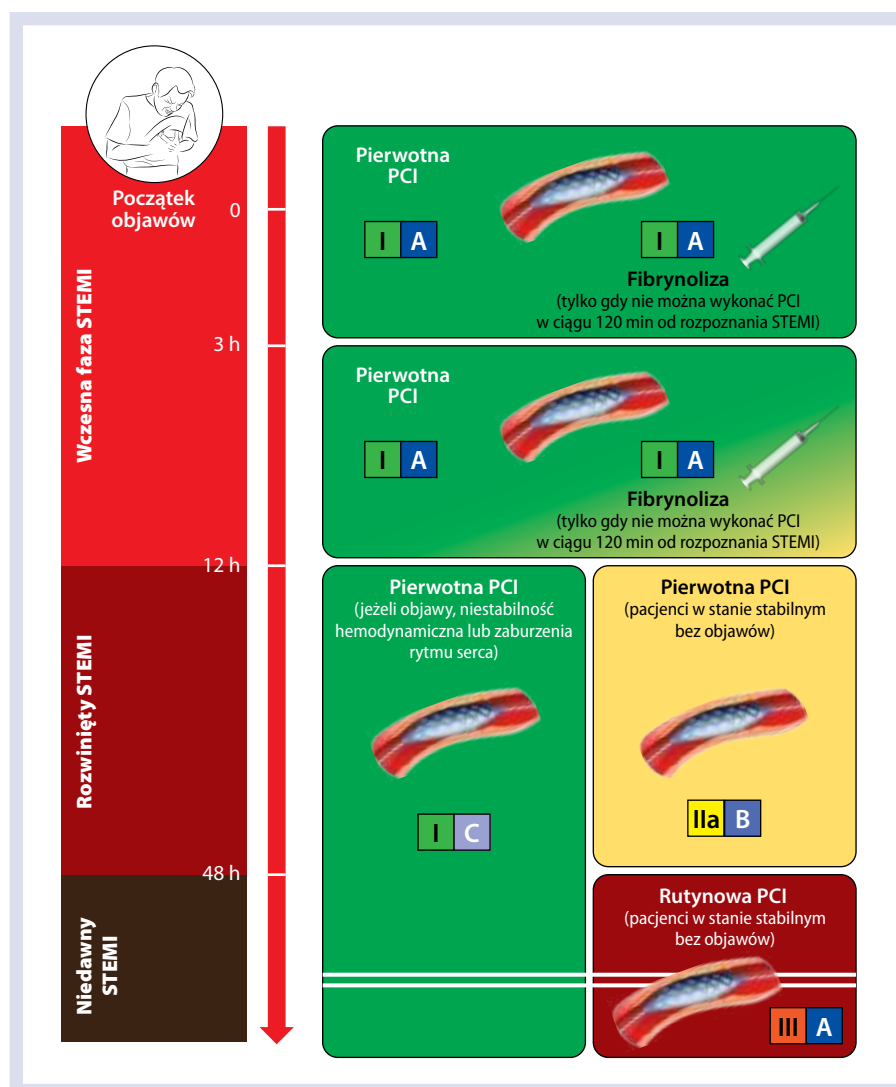 Początek
objawów
0
Wczesna faza STEMI
3 h
12 h
Rozwinięty STEMI
48 h
Niedawny
STEMI
Pierwotna
PCI
I A
I A
Fibrynoliza
(tylko gdy nie można wykonać PCI
w ciągu 120 min od rozpoznania STEMI)
Pierwotna
PCI
I A
I A
Fibrynoliza
(tylko gdy nie można wykonać PCI
w ciągu 120 min od rozpoznania STEMI)
Pierwotna PCI
(jeżeli objawy, niestabilność
hemodynamiczna lub zaburzenia
rytmu serca)
I C
Pierwotna PCI
(pacjenci w stanie stabilnym
bez objawów)
IIa B
Rutynowa PCI
(pacjenci w stanie stabilnym
bez objawów)
III A